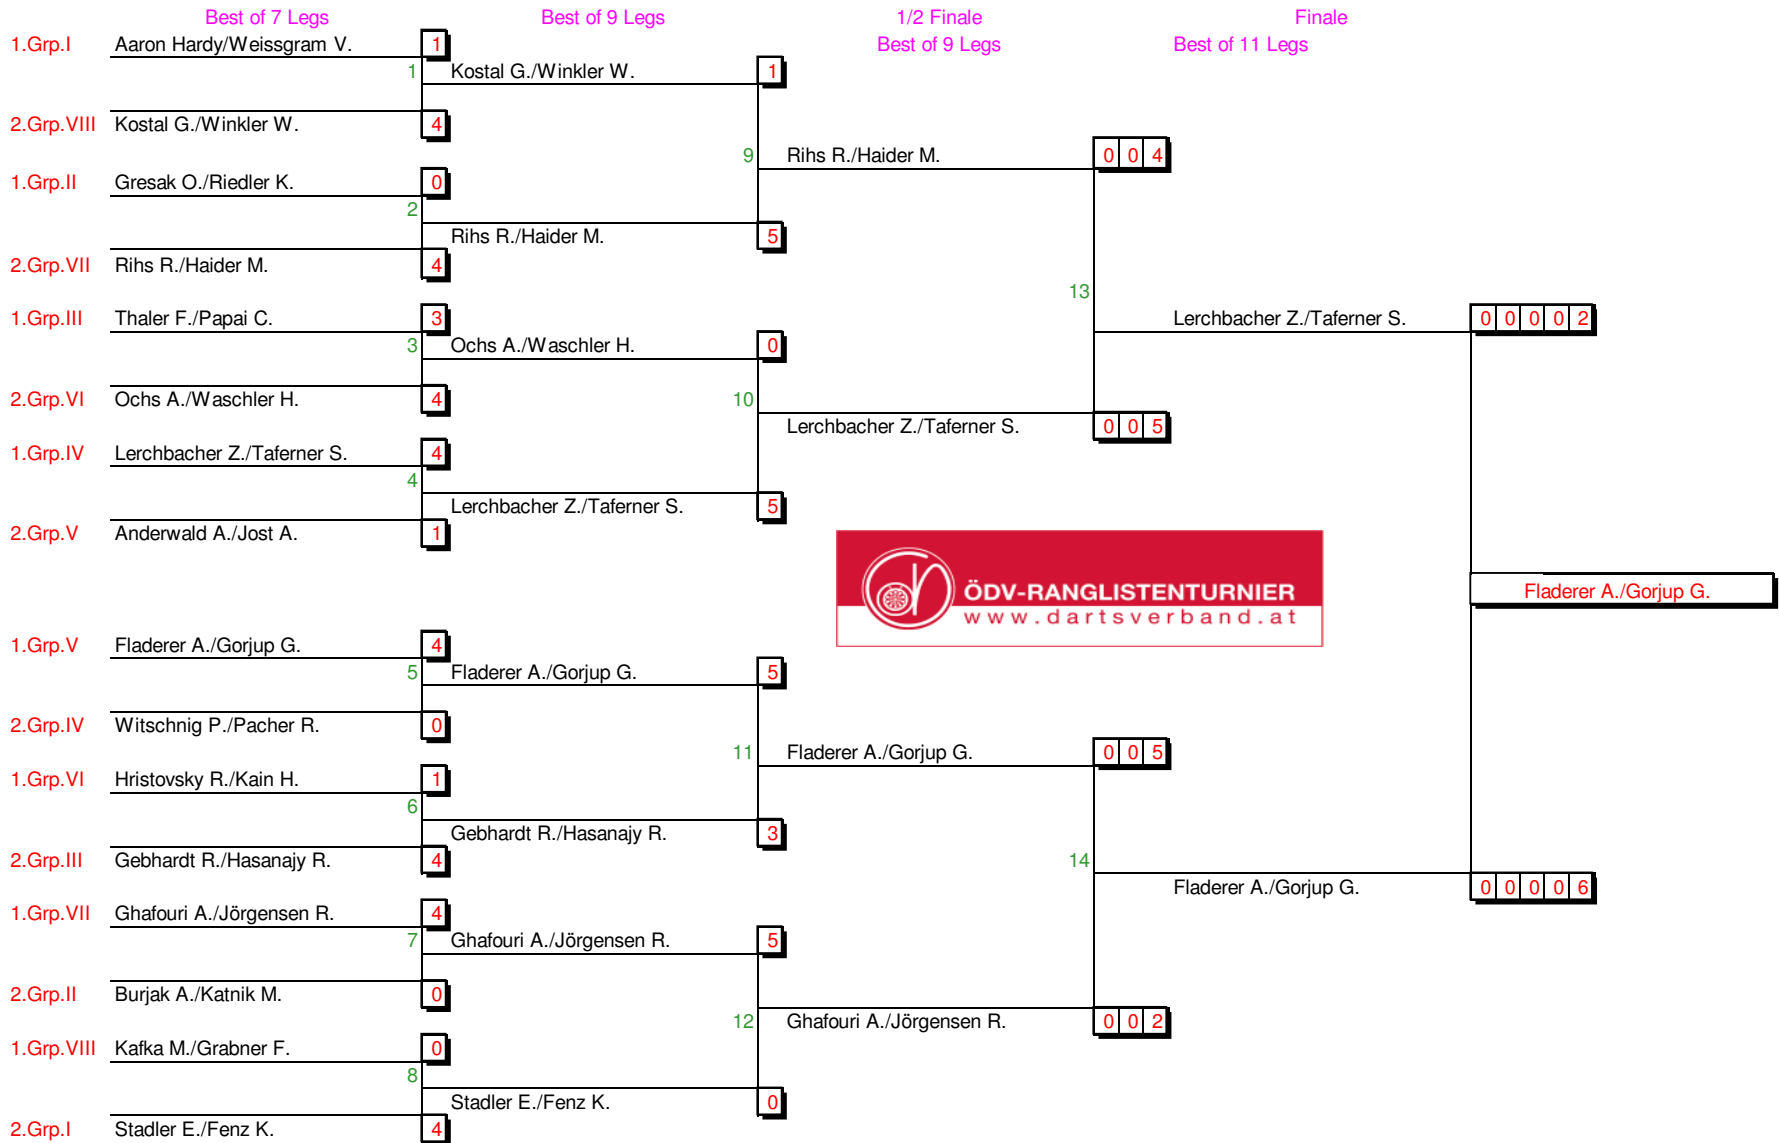 Best of 7 Legs Best of 9 Legs 1/2 Finale Finale
1.Grp.I Aaron Hardy/Weissgram V. 1 Best of 9 Legs Best of 11 Legs
1 Kostal G./Winkler W. 1
2.Grp.VIII Kostal G./Winkler W. 4
9 Rihs R./Haider M. 0 0 4
1.Grp.II Gresak O./Riedler K. 0
2
Rihs R./Haider M. 5
2.Grp.VII Rihs R./Haider M. 4
13
1.Grp.III Thaler F./Papai C. 3 Lerchbacher Z./Taferner S. 0 0 0 0 2
3 Ochs A./Waschler H. 0
2.Grp.VI Ochs A./Waschler H. 4 10
Lerchbacher Z./Taferner S. 0 0 5
1.Grp.IV Lerchbacher Z./Taferner S. 4
4
Lerchbacher Z./Taferner S. 5
2.Grp.V Anderwald A./Jost A. 1
ÖDV-RANGLISTENTURNIER
www.dartsverband.at
Fladerer A./Gorjup G.
1.Grp.V Fladerer A./Gorjup G. 4
5 Fladerer A./Gorjup G. 5
2.Grp.IV Witschnig P./Pacher R. 0
11 Fladerer A./Gorjup G. 0 0 5
1.Grp.VI Hristovsky R./Kain H. 1
6
Gebhardt R./Hasanajy R. 3
2.Grp.III Gebhardt R./Hasanajy R. 4 14
Fladerer A./Gorjup G. 0 0 0 0 6
1.Grp.VII Ghafouri A./Jörgensen R. 4
7 Ghafouri A./Jörgensen R. 5
2.Grp.II Burjak A./Katnik M. 0
12 Ghafouri A./Jörgensen R. 0 0 2
1.Grp.VIII Kafka M./Grabner F. 0
8
Stadler E./Fenz K. 0
2.Grp.I Stadler E./Fenz K. 4